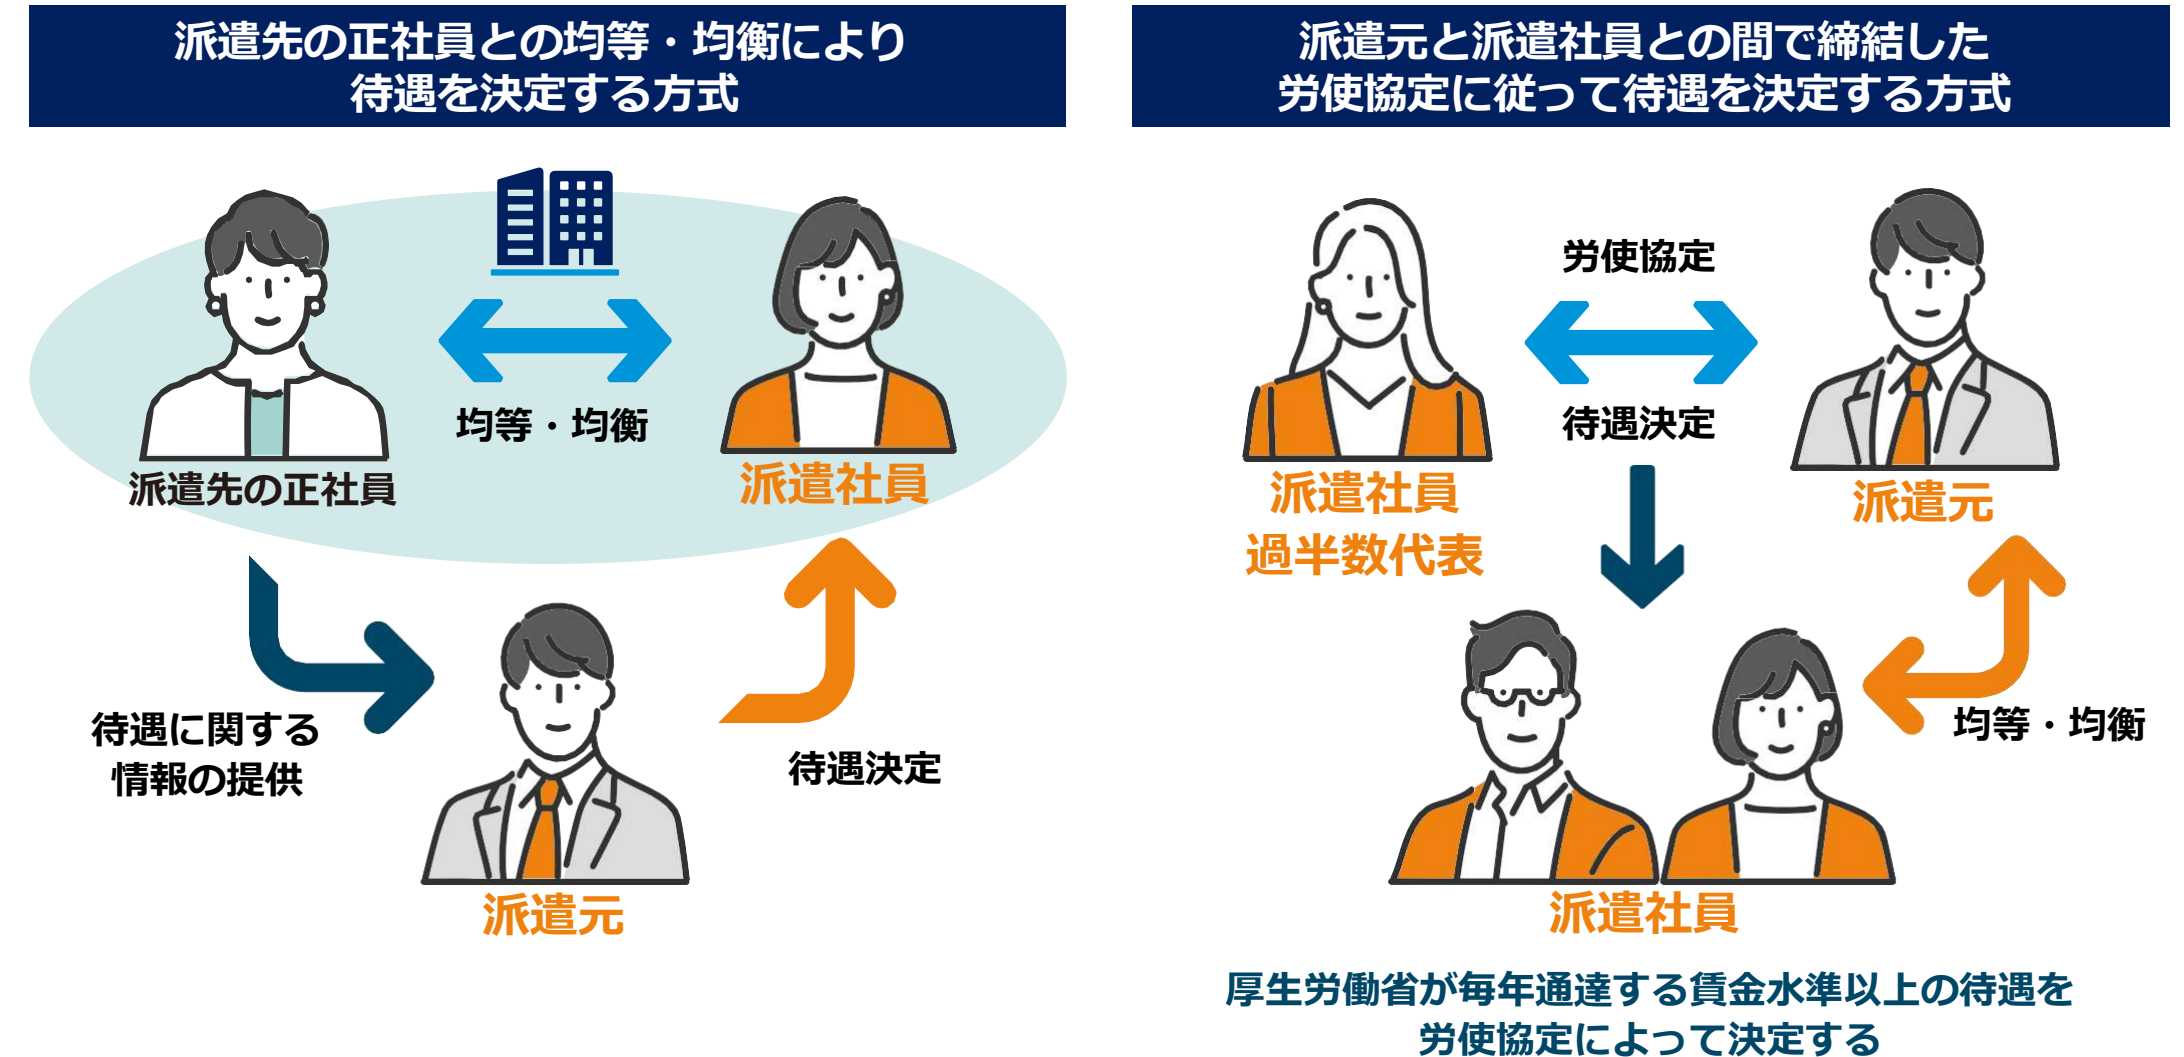 派遣先の正社員との均等・均衡により
待遇を決定する方式
均等・均衡
派遣先の正社員
派遣社員
待遇に関する
情報の提供
待遇決定
派遣元
派遣元と派遣社員との間で締結した
労使協定に従って待遇を決定する方式
労使協定
待遇決定
派遣社員
過半数代表
派遣元
均等・均衡
派遣社員
厚生労働省が毎年通達する賃金水準以上の待遇を
労使協定によって決定する